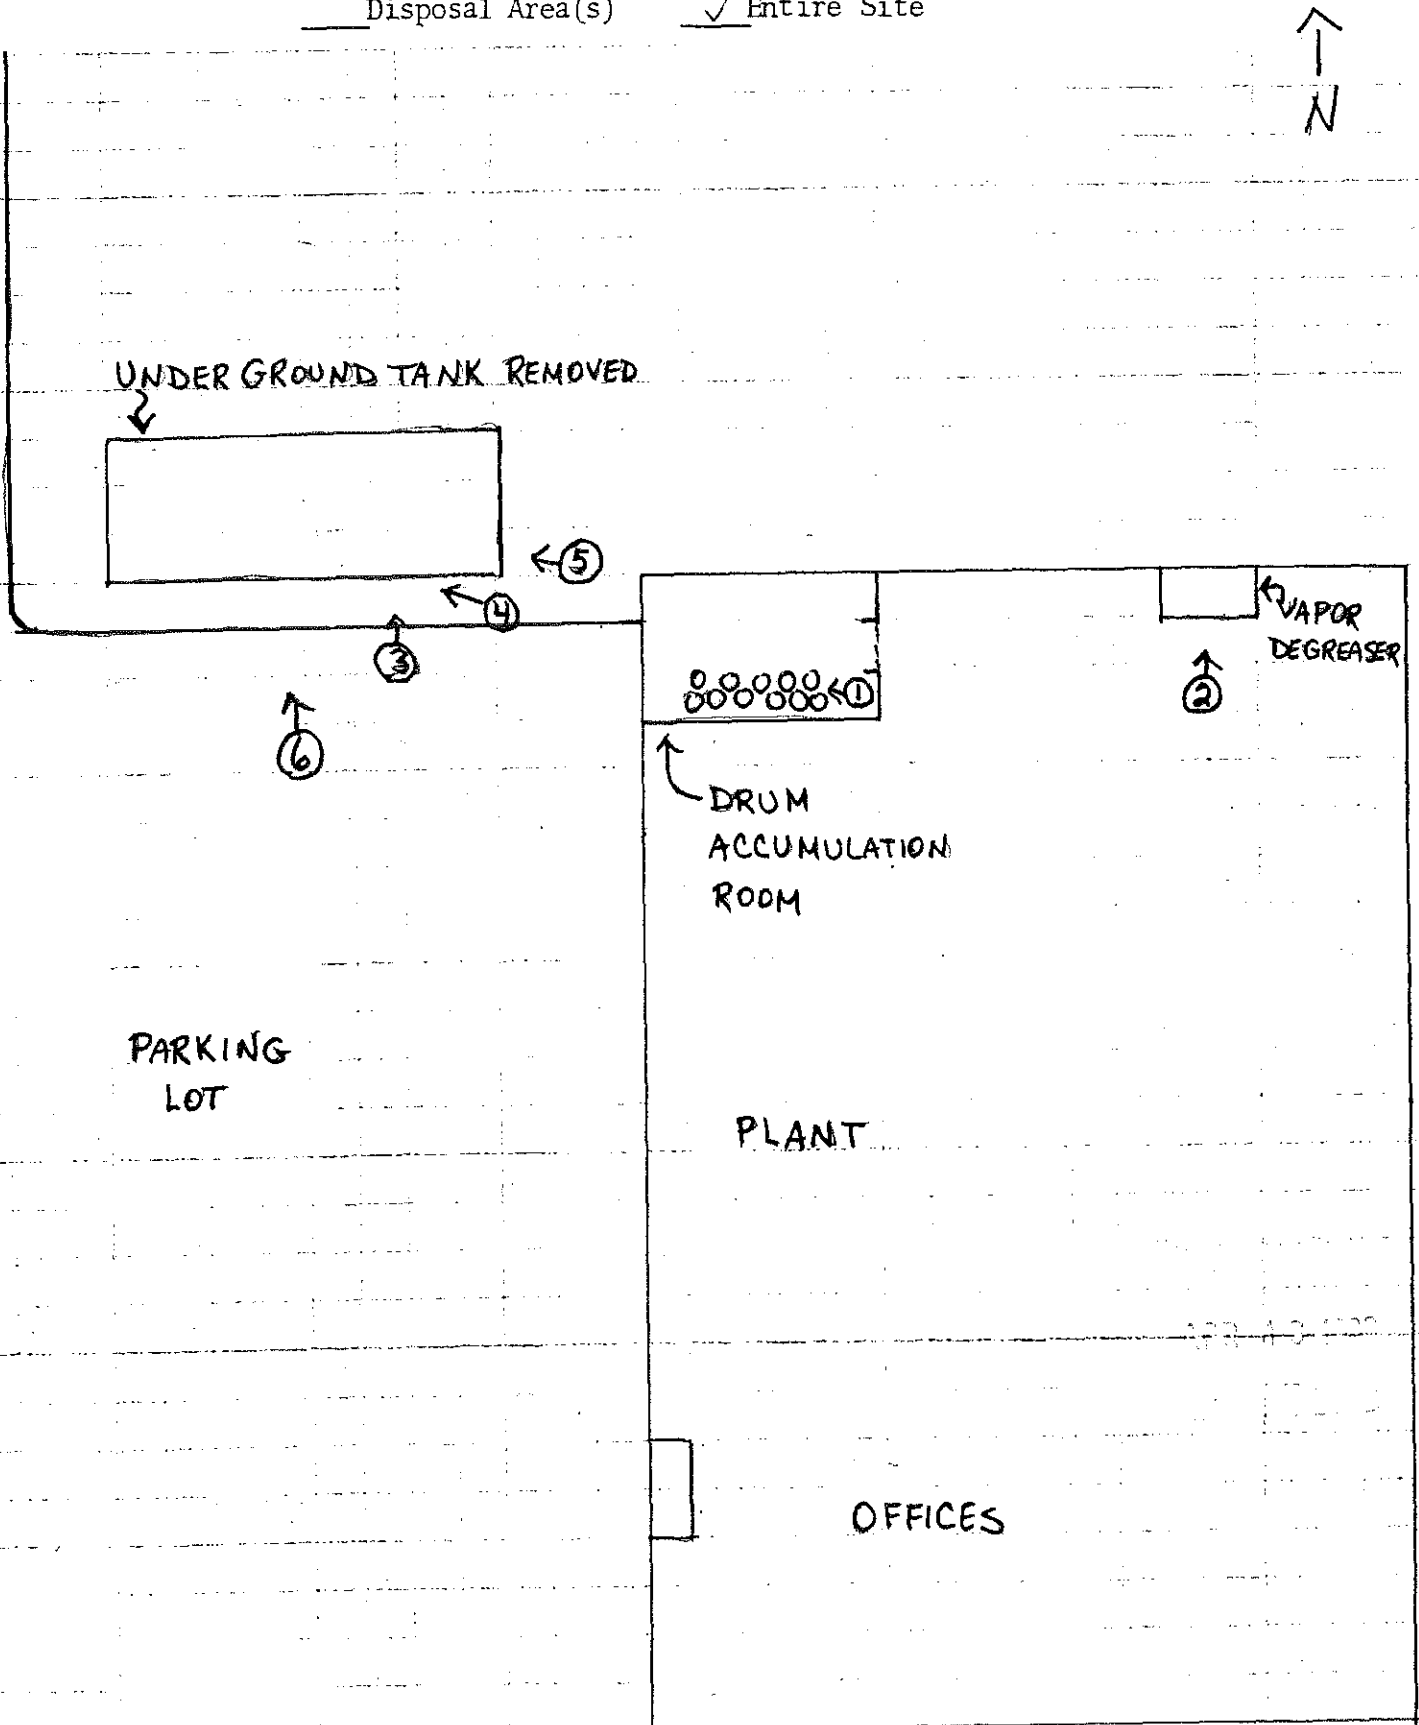 ____Disposal Area(s) ✓ Entire Site
N
UNDER GROUND TANK REMOVED
5
4
3
6
1
2
VAPOR
DEGREASER
DRUM
ACCUMULATION
ROOM
PARKING
LOT
PLANT
OFFICES